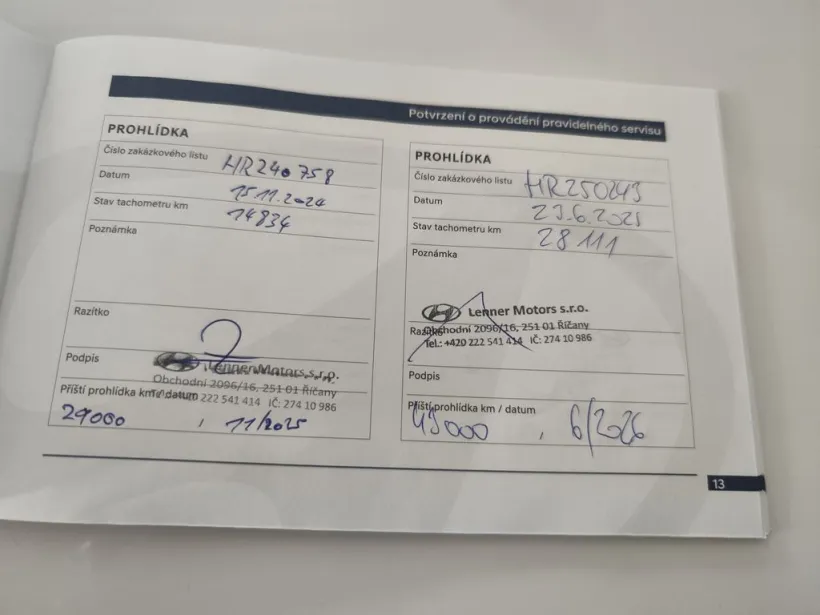 Potvrzení o provádění pravidelného servisu
PROHLÍDKA
Číslo zakázkového listu HR240758
Datum 15.11.2024
Stav tachometru km 14834
Poznámka
Razítko
Podpis
Lenner Motors s.r.o.
Obchodní 2096/16, 251 01 Říčany
222 541 414 IČ: 274 10 986
Příští prohlídka km / datum
29000 , 11/2025
PROHLÍDKA
Číslo zakázkového listu HR250243
Datum 23.6.2025
Stav tachometru km 28111
Poznámka
Lenner Motors s.r.o.
Razítko
Obchodní 2096/16, 251 01 Říčany
Tel.: +420 222 541 414 IČ: 274 10 986
Podpis
Příští prohlídka km / datum
43000 , 6/2026
13